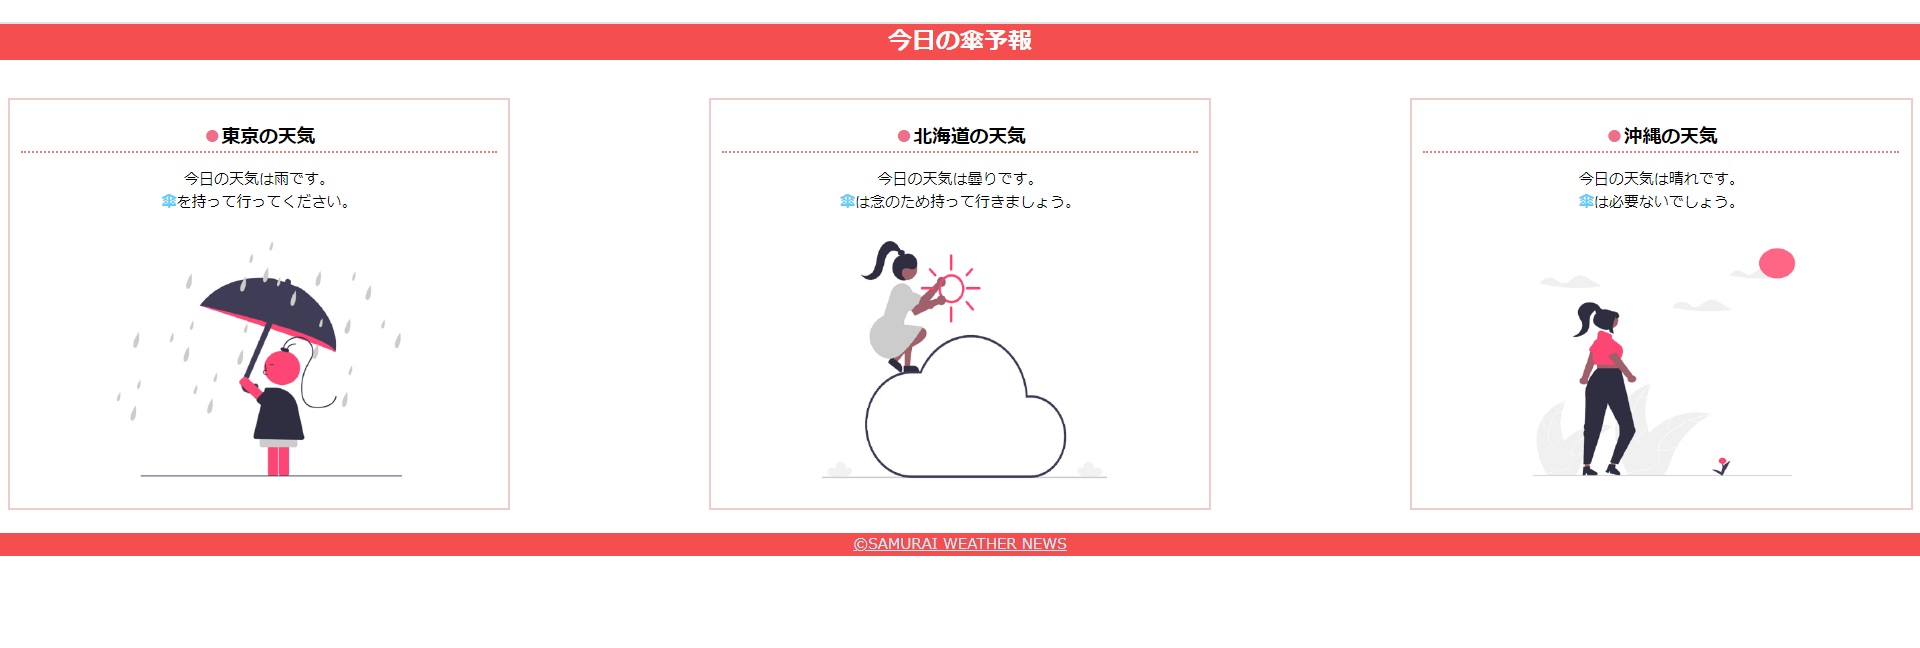 今日の傘予報
●東京の天気
今日の天気は雨です。
傘を持って行ってください。
●北海道の天気
今日の天気は曇りです。
傘は念のため持って行きましょう。
●沖縄の天気
今日の天気は晴れです。
傘は必要ないでしょう。
©SAMURAI WEATHER NEWS